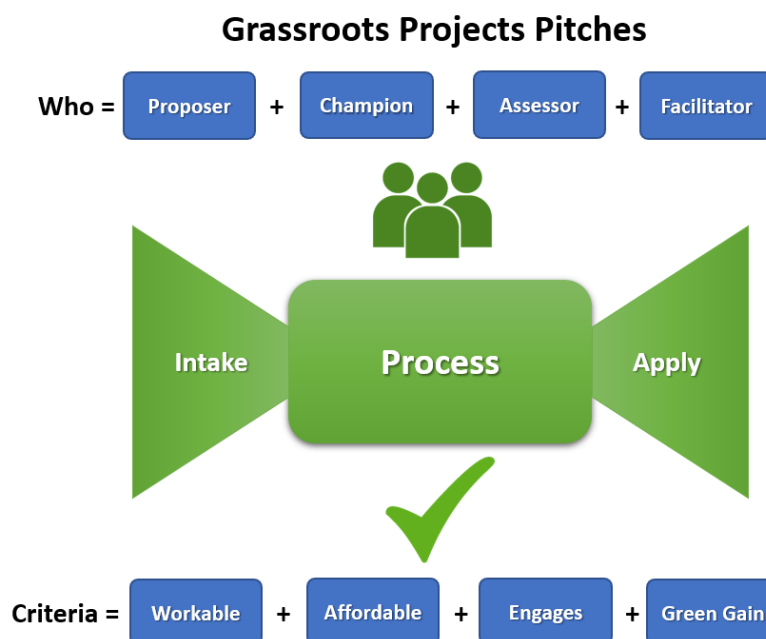 Grassroots Projects Pitches
Who = Proposer + Champion + Assessor + Facilitator
Intake Process Apply
Criteria = Workable + Affordable + Engages + Green Gain